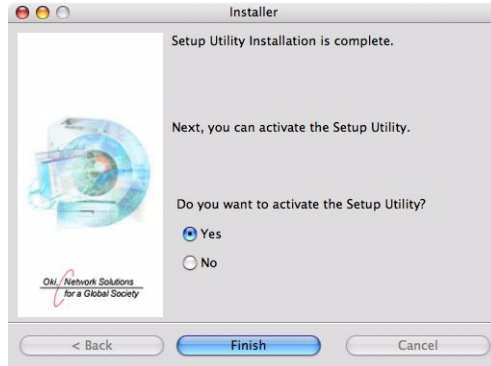 Installer
Setup Utility Installation is complete.
Next, you can activate the Setup Utility.
Do you want to activate the Setup Utility?
Yes
No
Oki, Network Solutions
for a Global Society
< Back
Finish
Cancel